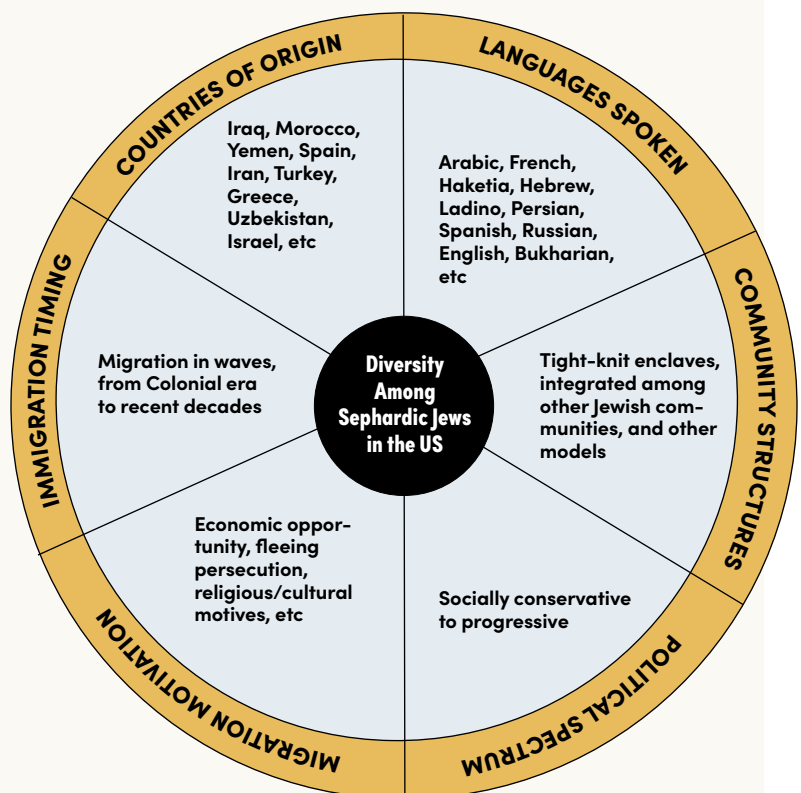 COUNTRIES OF ORIGIN
Iraq, Morocco,
Yemen, Spain,
Iran, Turkey,
Greece,
Uzbekistan,
Israel, etc
LANGUAGES SPOKEN
Arabic, French,
Haketia, Hebrew,
Ladino, Persian,
Spanish, Russian,
English, Bukharian,
etc
COMMUNITY STRUCTURES
Tight-knit enclaves,
integrated among
other Jewish com-
munities, and other
models
POLITICAL SPECTRUM
Socially conservative
to progressive
MIGRATION MOTIVATION
Economic oppor-
tunity, fleeing
persecution,
religious/cultural
motives, etc
IMMIGRATION TIMING
Migration in waves,
from Colonial era
to recent decades
Diversity
Among
Sephardic Jews
in the US